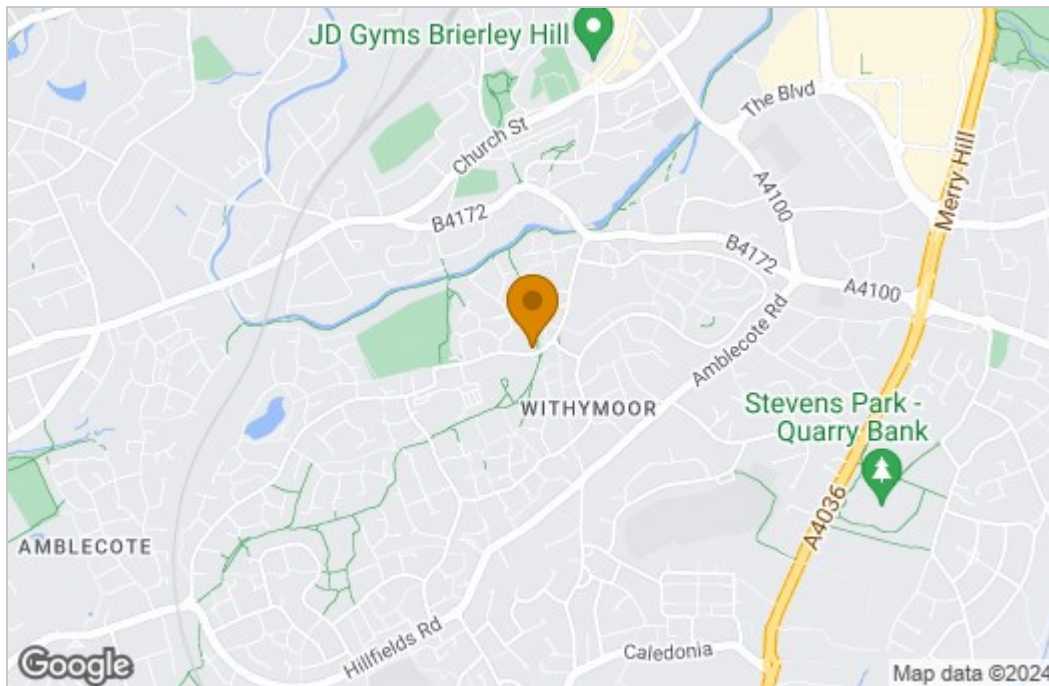 JD Gyms Brierley Hill
The Blvd
Church St
A4100
Merry Hill
B4172
B4172
A4100
Amblecote Rd
WITHYMOOR
Stevens Park -
Quarry Bank
A4036
AMBLECOTE
Hillfields Rd
Caledonia
Google
Map data ©2024